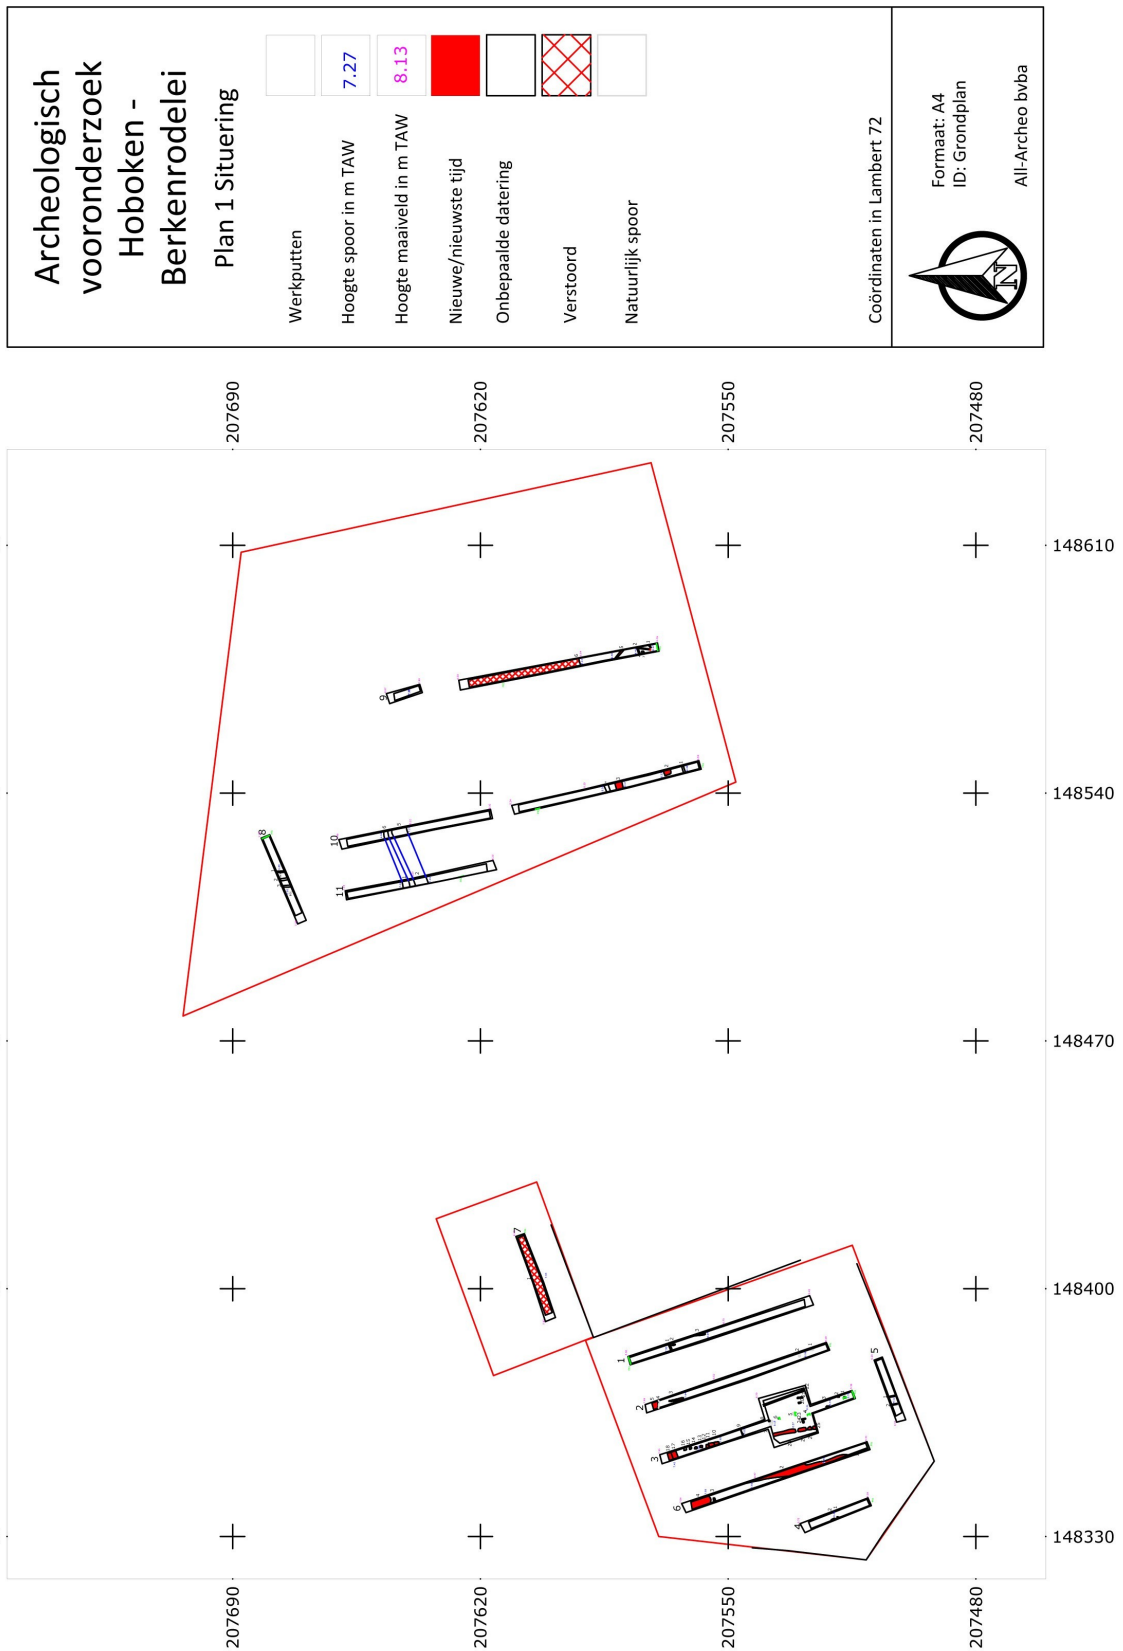 Archeologisch
vooronderzoek
Hoboken -
Berkenrodelei
Plan 1 Situering
Werkputten
Hoogte spoor in m TAW 7.27
Hoogte maaiveld in m TAW 8.13
Nieuwe/nieuwste tijd
Onbepaalde datering
Verstoord
Natuurlijk spoor
Coördinaten in Lambert 72
Formaat: A4
ID: Grondplan
All-Archeo bvba
N
207690
207620
207550
207480
148610
148540
148470
148400
148330
207690
207620
207550
207480
8
9
10
11
7
1
2
3
6
4
5